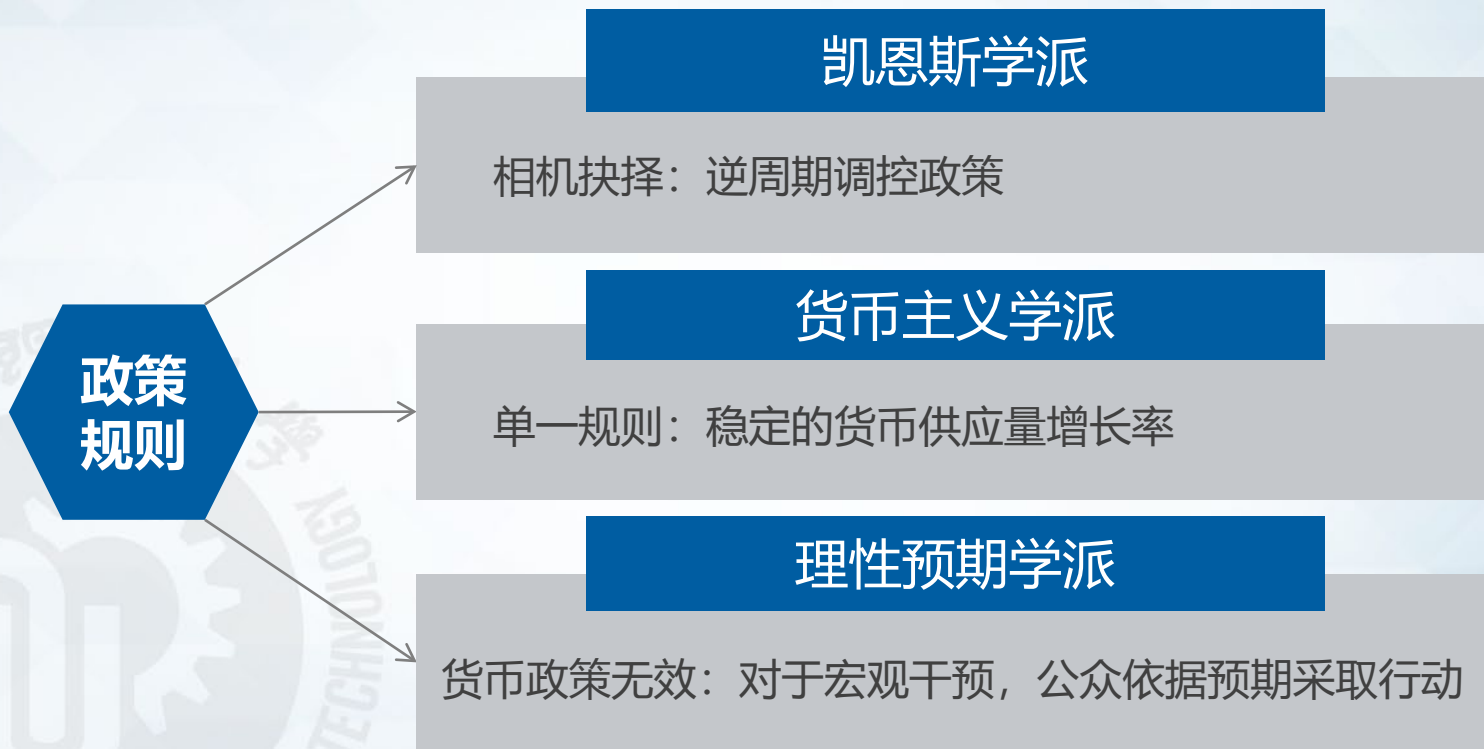 凯恩斯学派
相机抉择：逆周期调控政策
货币主义学派
政策
规则
单一规则：稳定的货币供应量增长率
理性预期学派
货币政策无效：对于宏观干预，公众依据预期采取行动
TECHNOLOGY